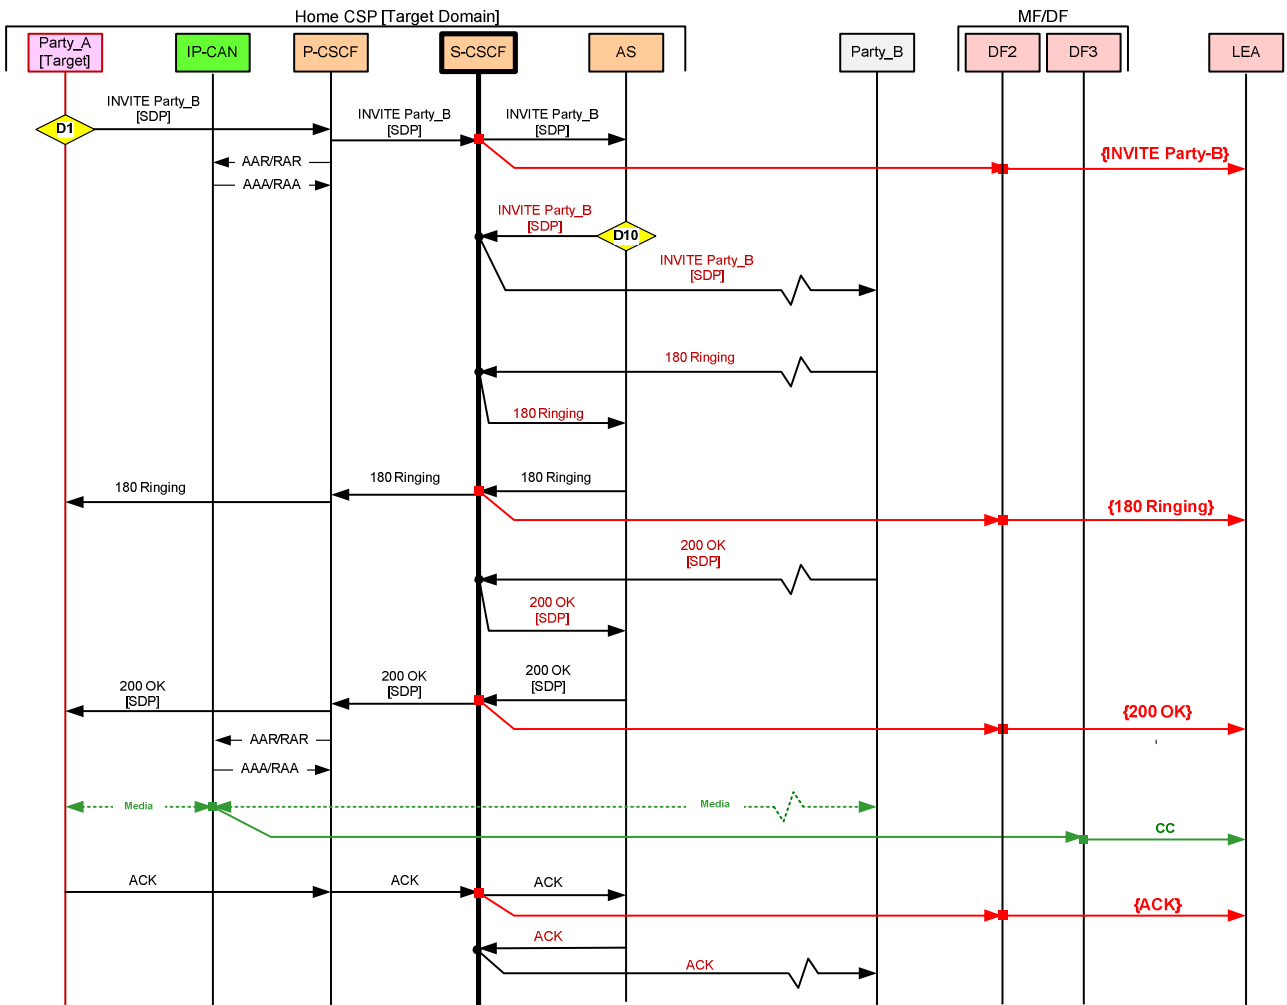 Home CSP [Target Domain]
MF/DF
Party_A
[Target]
IP-CAN
P-CSCF
S-CSCF
AS
Party_B
DF2
DF3
LEA
INVITE Party_B
[SDP]
D1
INVITE Party_B
[SDP]
INVITE Party_B
[SDP]
{INVITE Party-B}
AAR/RAR
AAA/RAA
INVITE Party_B
[SDP]
D10
INVITE Party_B
[SDP]
180 Ringing
180 Ringing
180 Ringing
180 Ringing
180 Ringing
{180 Ringing}
200 OK
[SDP]
200 OK
[SDP]
200 OK
[SDP]
200 OK
[SDP]
200 OK
[SDP]
{200 OK}
AAR/RAR
AAA/RAA
Media
Media
CC
ACK
ACK
ACK
{ACK}
ACK
ACK